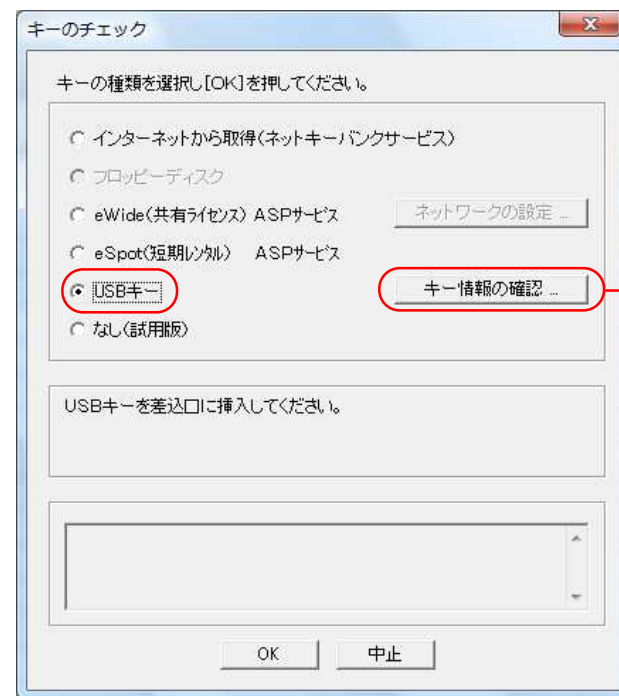 キーのチェック
キーの種類を選択し[OK]を押してください。
インターネットから取得(ネットキーバンクサービス)
フロッピーディスク
eWide(共有ライセンス) ASPサービス
ネットワークの設定 ...
eSpot(短期レンタル) ASPサービス
USBキー
キー情報の確認 ...
なし(試用版)
USBキーを差込口に挿入してください。
OK
中止